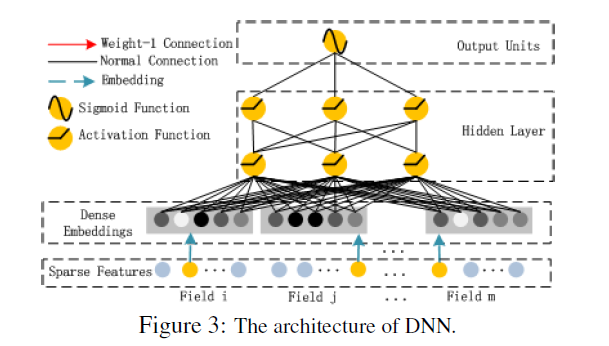 Weight-1 Connection
Normal Connection
Embedding
Sigmoid Function
Activation Function
Output Units
Hidden Layer
Dense
Embeddings
...
Sparse Features
... ... ... ...
Field i Field j ... Field m
Figure 3: The architecture of DNN.